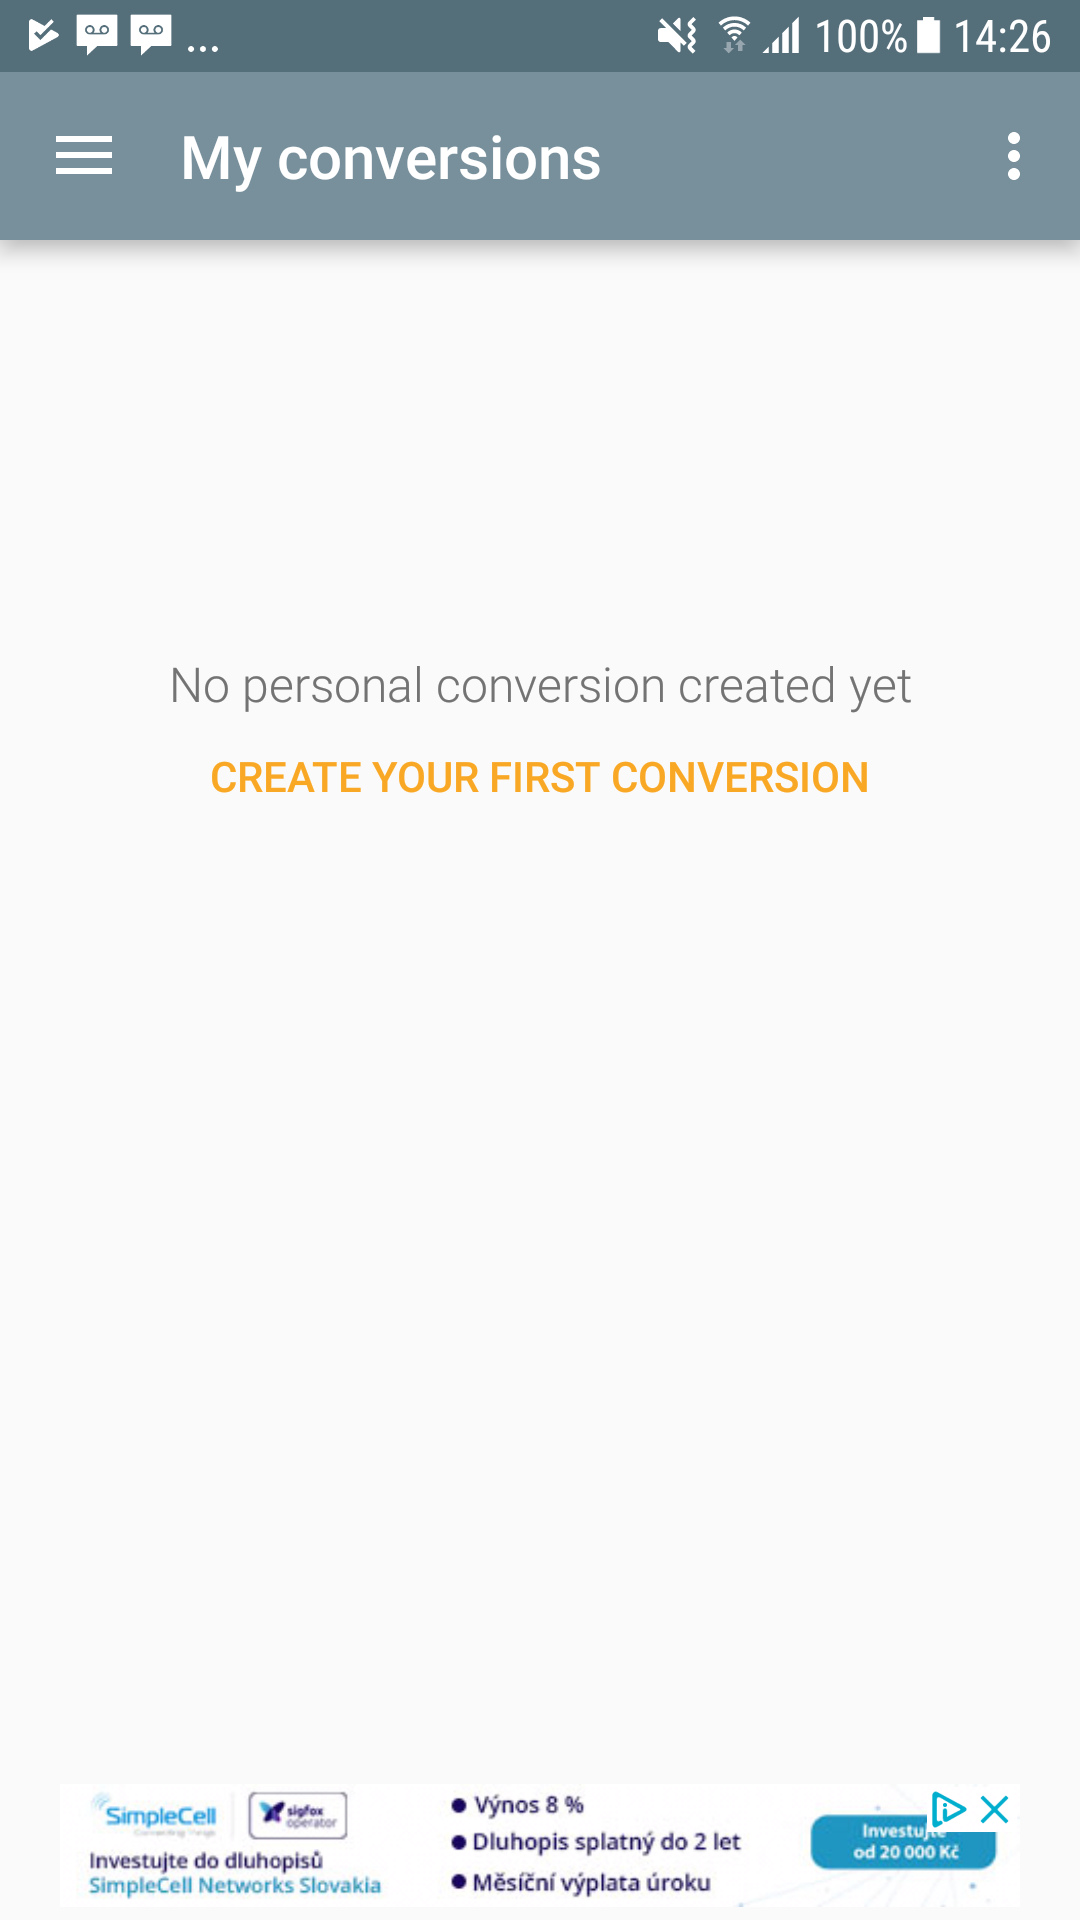 ... 100% 14:26
My conversions
No personal conversion created yet
CREATE YOUR FIRST CONVERSION
SimpleCell sigfox
operator
Investujte do dluhopisů
SimpleCell Networks Slovakia
Výnos 8 %
Dluhopis splatný do 2 let
Měsíční výplata úroku
Investujte
od 20 000 Kč